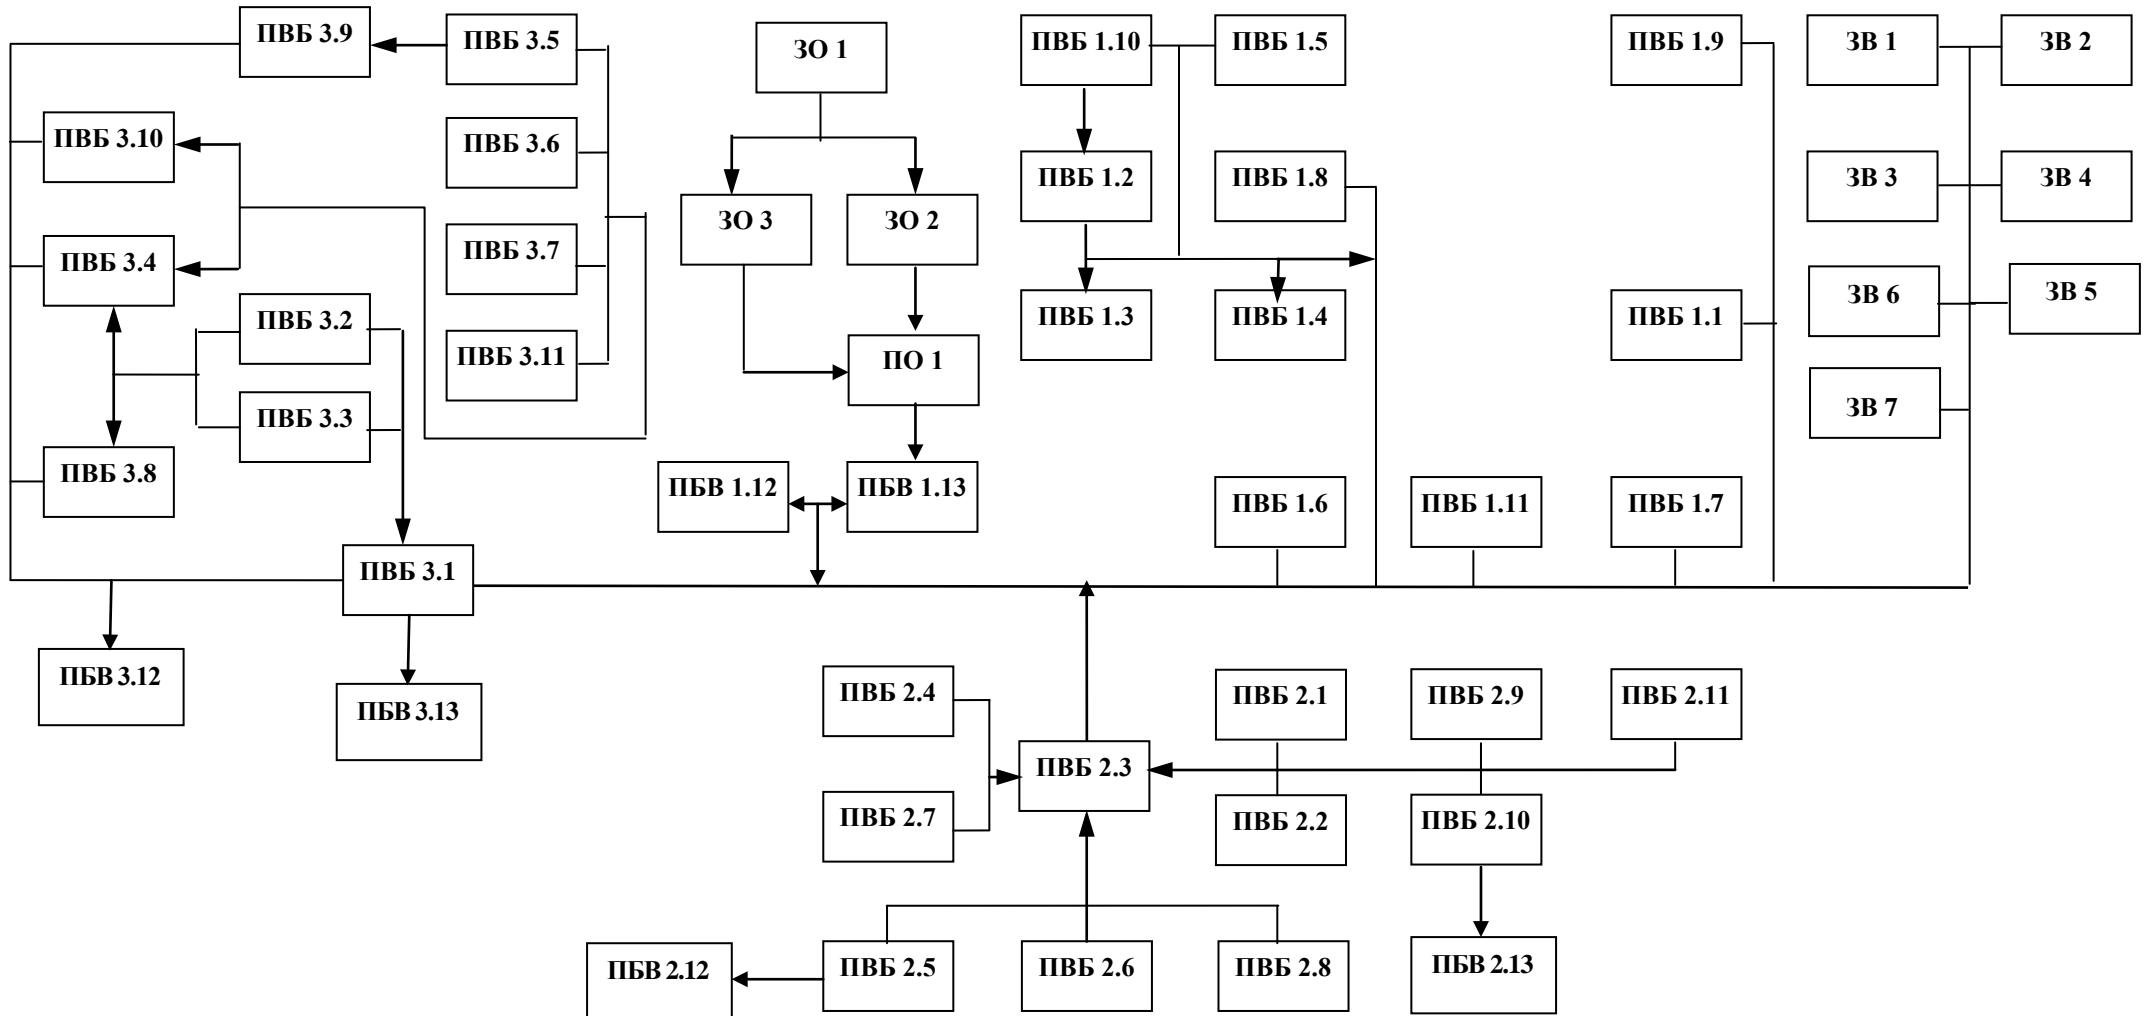 ПВБ 3.9
ПВБ 3.5
ЗО 1
ПВБ 1.10
ПВБ 1.5
ПВБ 1.9
ЗВ 1
ЗВ 2
ПВБ 3.10
ПВБ 3.6
ПВБ 1.2
ПВБ 1.8
ЗВ 3
ЗВ 4
ЗО 3
ЗО 2
ПВБ 3.4
ПВБ 3.7
ПВБ 3.2
ПВБ 1.3
ПВБ 1.4
ПВБ 1.1
ЗВ 6
ЗВ 5
ПВБ 3.11
ПО 1
ПВБ 3.3
ЗВ 7
ПВБ 3.8
ПБВ 1.12
ПБВ 1.13
ПВБ 1.6
ПВБ 1.11
ПВБ 1.7
ПВБ 3.1
ПБВ 3.12
ПБВ 3.13
ПВБ 2.4
ПВБ 2.1
ПВБ 2.9
ПВБ 2.11
ПВБ 2.3
ПВБ 2.7
ПВБ 2.2
ПВБ 2.10
ПБВ 2.12
ПВБ 2.5
ПВБ 2.6
ПВБ 2.8
ПБВ 2.13